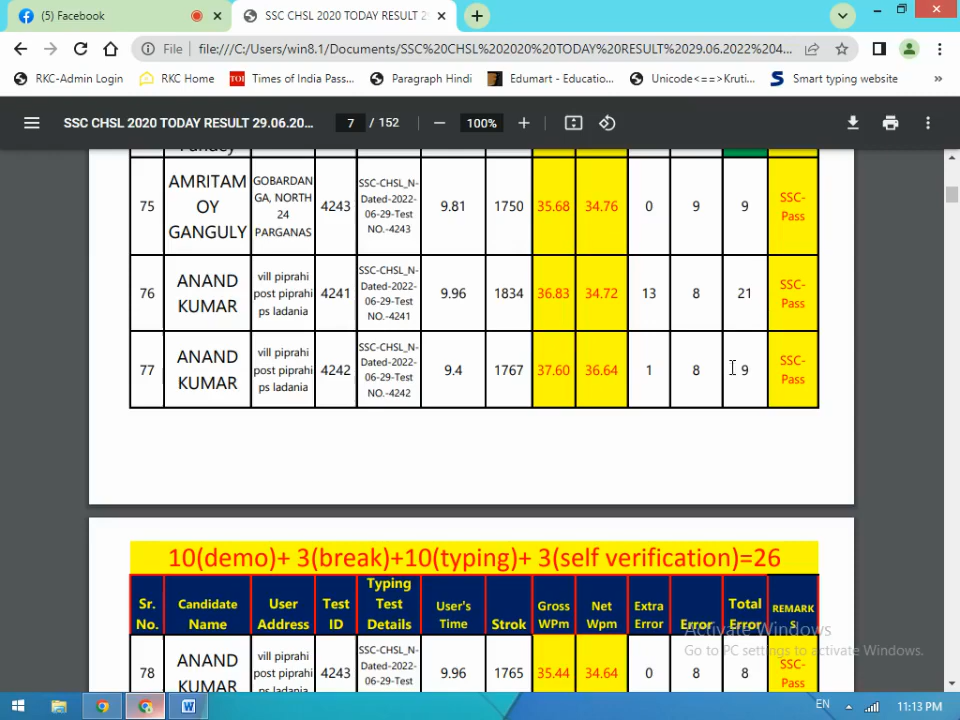 (5) Facebook
SSC CHSL 2020 TODAY RESULT 29
File | file:///C:/Users/win8.1/Documents/SSC%20CHSL%202020%20TODAY%20RESULT%2029.06.2022%204...
RKC-Admin Login RKC Home TOI Times of India Pass... Paragraph Hindi Edumart - Educatio... Unicode<==>Kruti... Smart typing website »
SSC CHSL 2020 TODAY RESULT 29.06.20... 7 / 152 100%
75 AMRITAMOY GANGULY GOBARDANGA, NORTH 24 PARGANAS 4243 SSC-CHSL_N-Dated-2022-06-29-Test NO.-4243 9.81 1750 35.68 34.76 0 9 9 SSC-Pass
76 ANAND KUMAR vill piprahi post piprahi ps ladania 4241 SSC-CHSL_N-Dated-2022-06-29-Test NO.-4241 9.96 1834 36.83 34.72 13 8 21 SSC-Pass
77 ANAND KUMAR vill piprahi post piprahi ps ladania 4242 SSC-CHSL_N-Dated-2022-06-29-Test NO.-4242 9.4 1767 37.60 36.64 1 8 9 SSC-Pass
10(demo)+ 3(break)+10(typing)+ 3(self verification)=26
Sr. No. Candidate Name User Address Test ID Typing Test Details User's Time Strok Gross WPm Net Wpm Extra Error Error Total Error REMARKS
78 ANAND KUMAR vill piprahi post piprahi ps ladania 4243 SSC-CHSL_N-Dated-2022-06-29-Test 9.96 1765 35.44 34.64 0 8 8 SSC-Pass
Activate Windows
Go to PC settings to activate Windows.
EN 11:13 PM